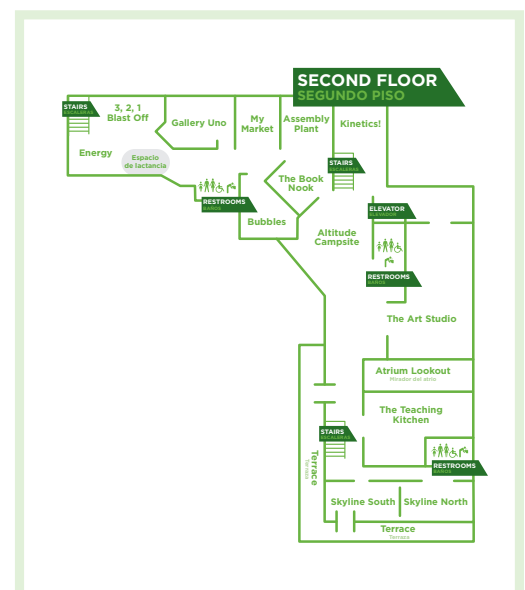 SECOND FLOOR
SEGUNDO PISO
STAIRS
ESCALERAS
3, 2, 1
Blast Off
Gallery Uno
My
Market
Assembly
Plant
Kinetics!
Energy
Espacio
de lactancia
STAIRS
ESCALERAS
The Book
Nook
RESTROOMS
BAÑOS
Bubbles
ELEVATOR
ELEVADOR
Altitude
Campsite
RESTROOMS
BAÑOS
The Art Studio
Atrium Lookout
Mirador del atrio
The Teaching
Kitchen
STAIRS
ESCALERAS
Terrace
Terraza
RESTROOMS
BAÑOS
Skyline South
Skyline North
Terrace
Terraza